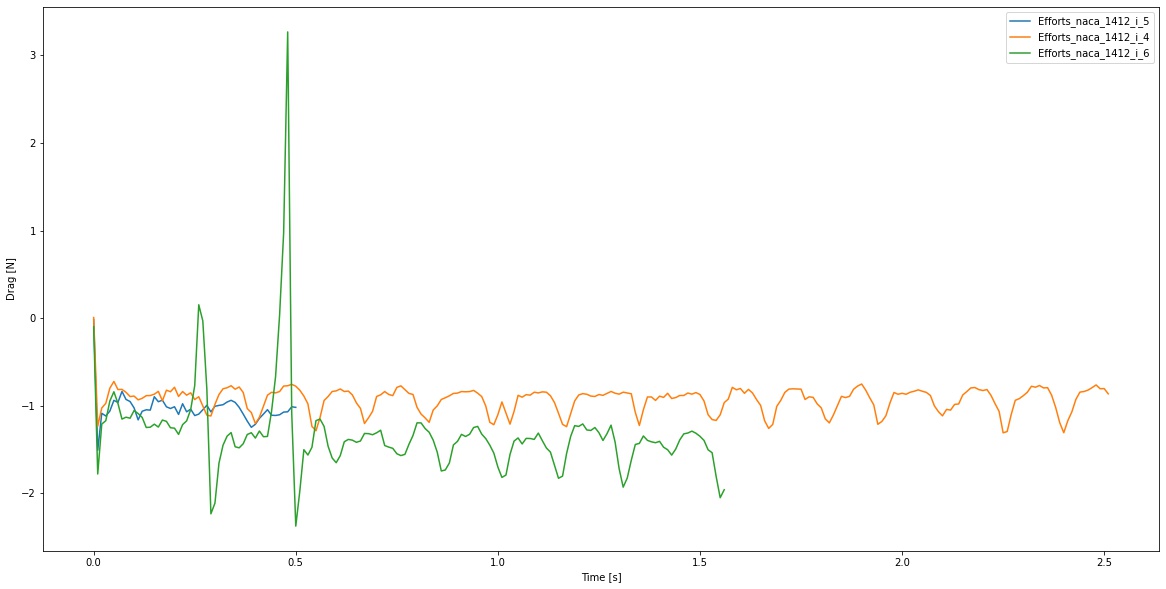 Efforts_naca_1412_i_5
Efforts_naca_1412_i_4
Efforts_naca_1412_i_6
3
2
1
0
−1
−2
Drag [N]
0.0 0.5 1.0 1.5 2.0 2.5
Time [s]